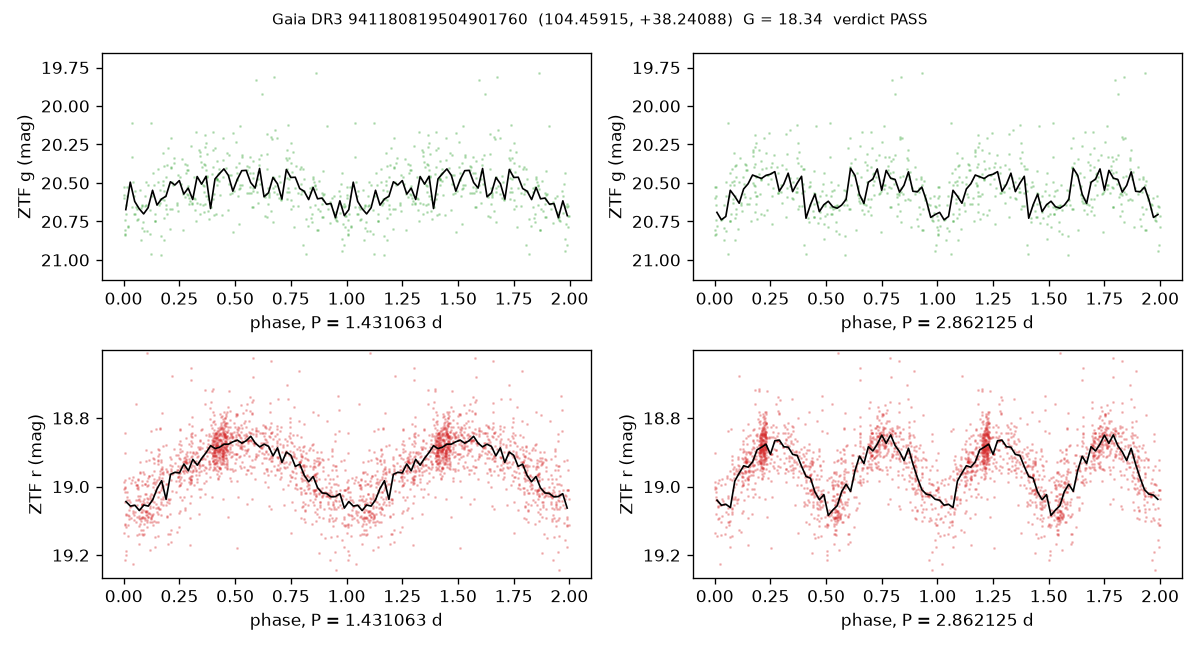 Gaia DR3 941180819504901760 (104.45915, +38.24088) G = 18.34 verdict PASS
ZTF g (mag)
19.75
20.00
20.25
20.50
20.75
21.00
0.00 0.25 0.50 0.75 1.00 1.25 1.50 1.75 2.00
phase, P = 1.431063 d
ZTF g (mag)
19.75
20.00
20.25
20.50
20.75
21.00
0.00 0.25 0.50 0.75 1.00 1.25 1.50 1.75 2.00
phase, P = 2.862125 d
ZTF r (mag)
18.8
19.0
19.2
0.00 0.25 0.50 0.75 1.00 1.25 1.50 1.75 2.00
phase, P = 1.431063 d
ZTF r (mag)
18.8
19.0
19.2
0.00 0.25 0.50 0.75 1.00 1.25 1.50 1.75 2.00
phase, P = 2.862125 d